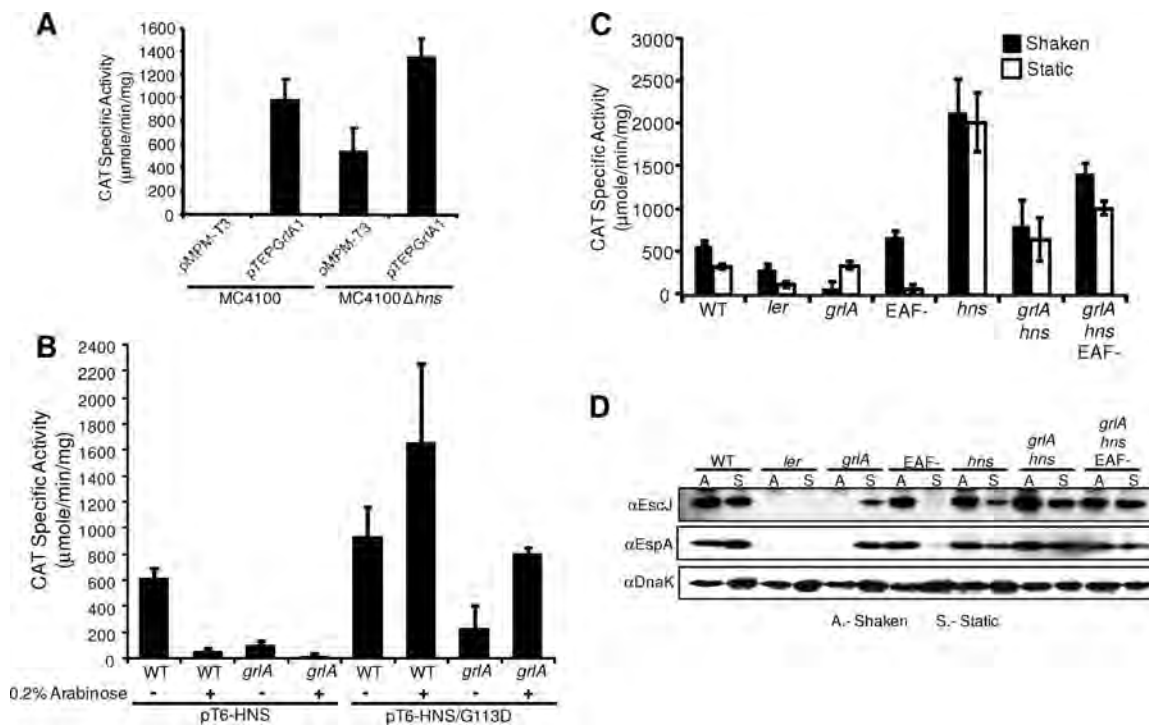 A
CAT Specific Activity
(µmole/min/mg)
1600
1400
1200
1000
800
600
400
200
0
pMPM-T3
pTEPGrlA1
pMPM-T3
pTEPGrlA1
MC4100
MC4100 Δhns
B
CAT Specific Activity
(µmole/min/mg)
2400
2200
2000
1800
1600
1400
1200
1000
800
600
400
200
0
WT WT grlA grlA WT WT grlA grlA
0.2% Arabinose - + - + - + - +
pT6-HNS pT6-HNS/G113D
C
CAT Specific Activity
(µmole/min/mg)
3000
2500
2000
1500
1000
500
0
Shaken
Static
WT ler grlA EAF- hns grlA hns grlA hns EAF-
D
WT ler grlA EAF- hns grlA hns grlA hns EAF-
A S A S A S A S A S A S A S
αEscJ
αEspA
αDnaK
A.- Shaken S.- Static